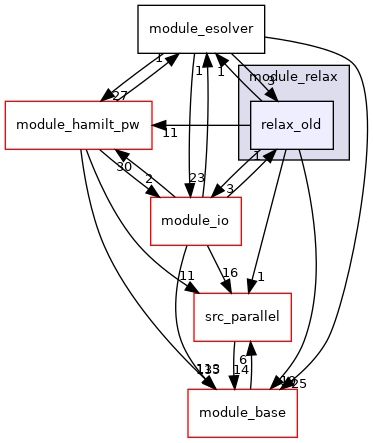 module_esolver
1
3
module_relax
1
1
27
23
module_hamilt_pw
11
relax_old
1
30
2
3
module_io
11
16
1
src_parallel
6
14
25
module_base